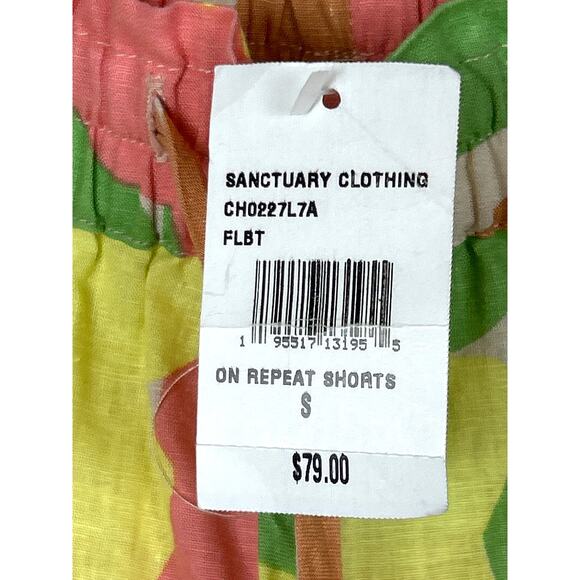 SANCTUARY CLOTHING
CH0227L7A
FLBT
1 95517 13195 5
ON REPEAT SHORTS
S
$79.00